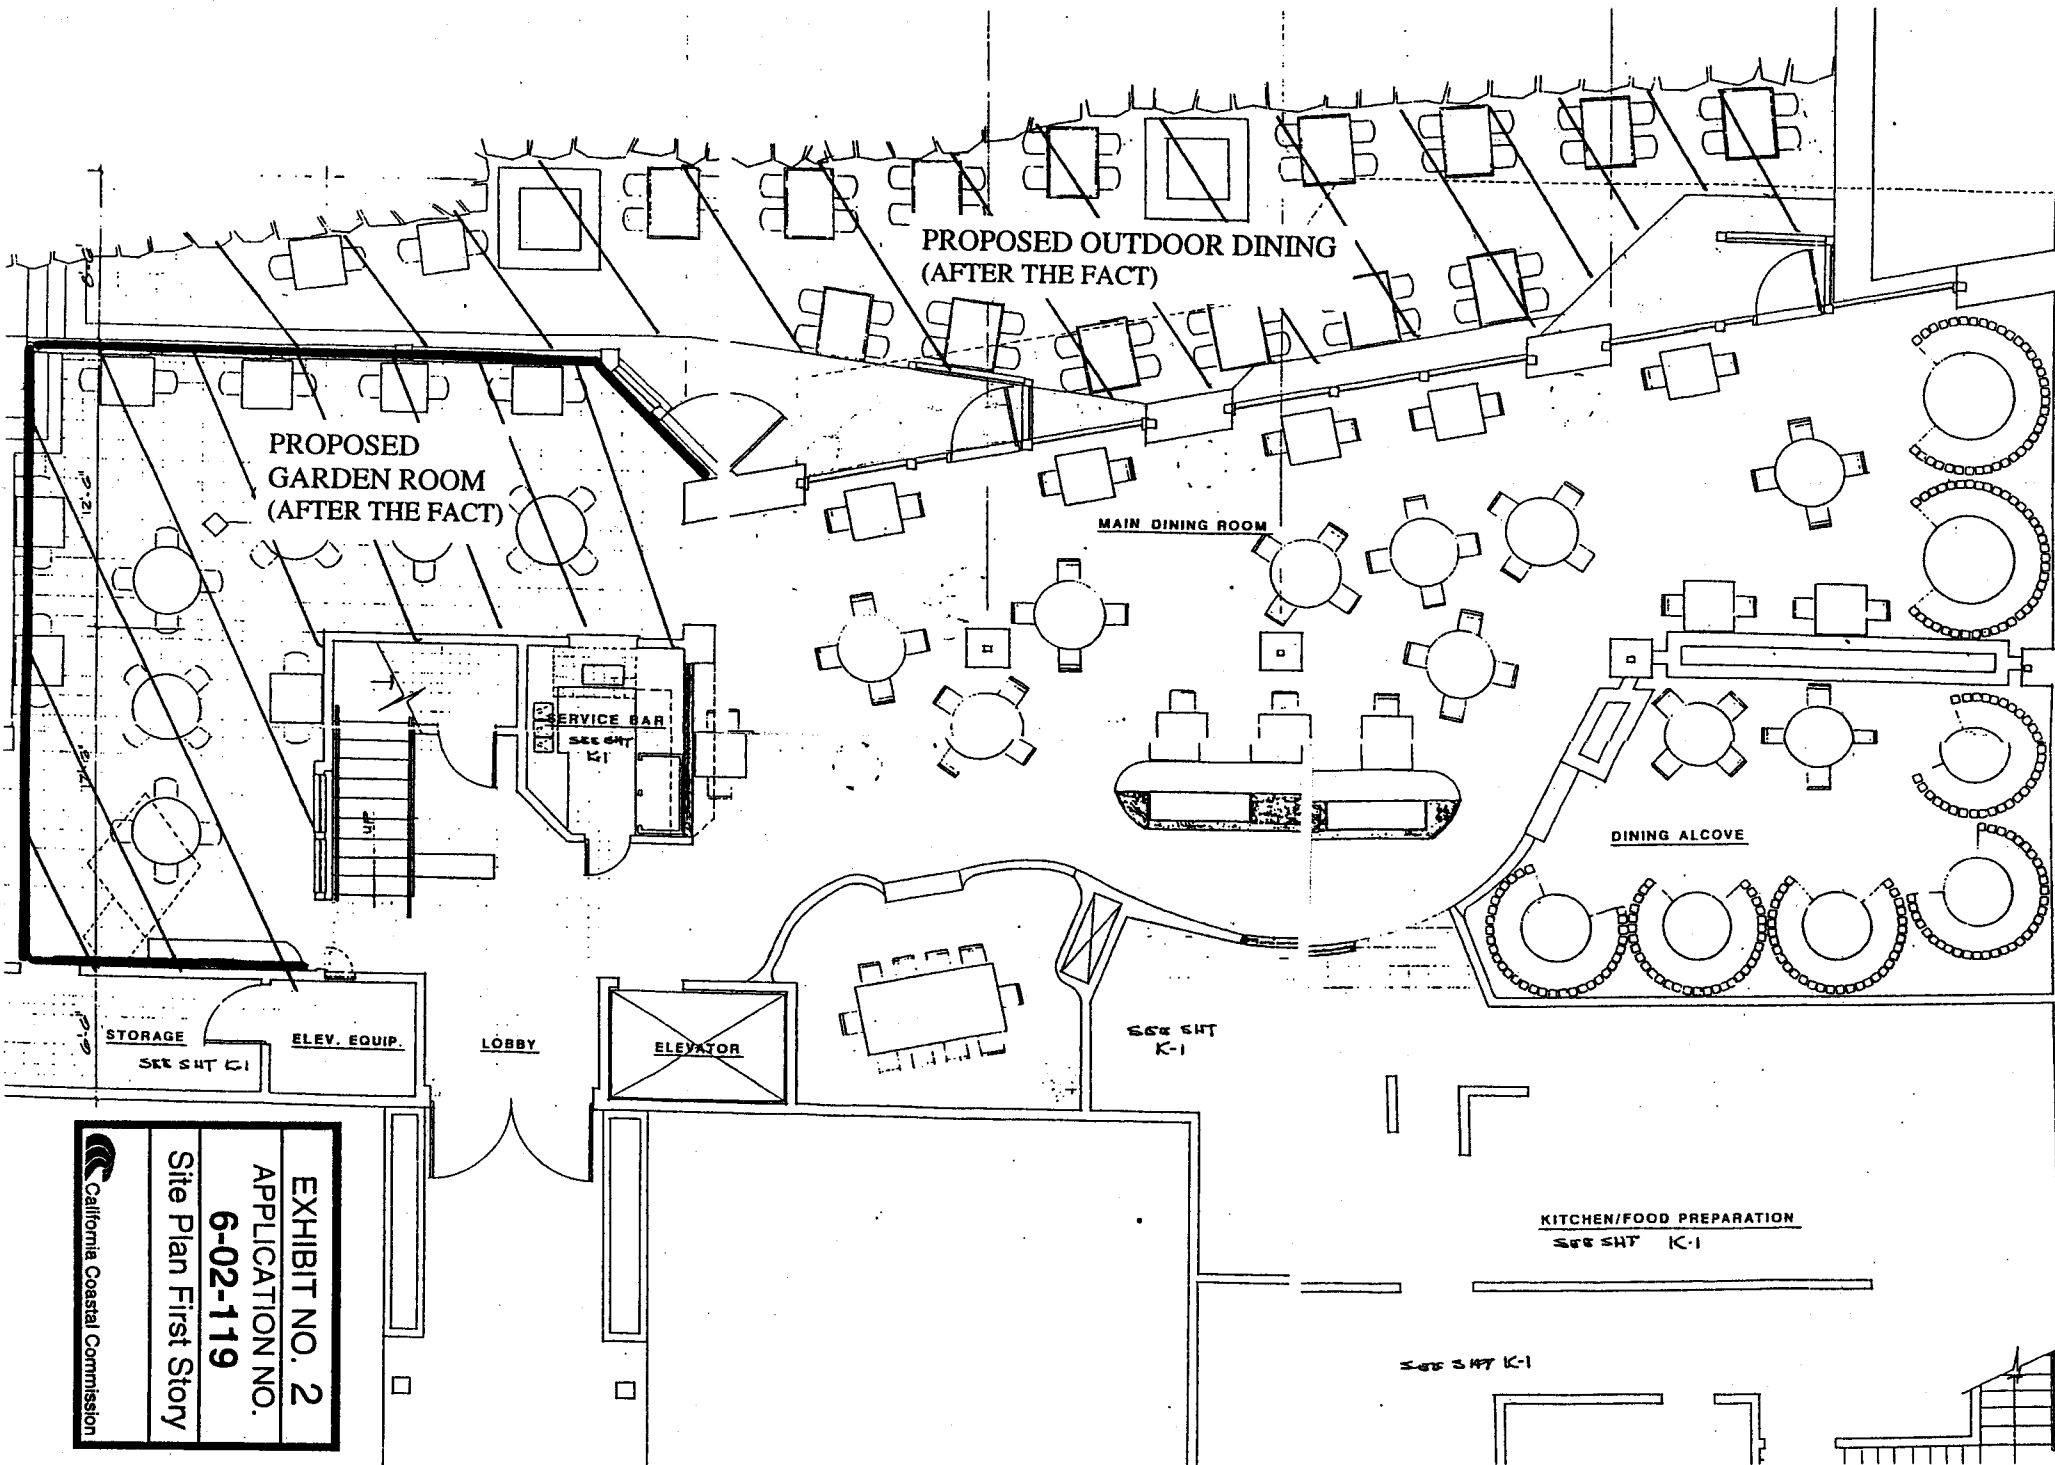 PROPOSED OUTDOOR DINING
(AFTER THE FACT)
PROPOSED
GARDEN ROOM
(AFTER THE FACT)
MAIN DINING ROOM
SERVICE BAR
SEE SHT
K-1
UP
DINING ALCOVE
STORAGE
SEE SHT K-1
ELEV. EQUIP.
LOBBY
ELEVATOR
SEE SHT
K-1
KITCHEN/FOOD PREPARATION
SEE SHT K-1
SEE SHT K-1
EXHIBIT NO. 2
APPLICATION NO.
6-02-119
Site Plan First Story
California Coastal Commission